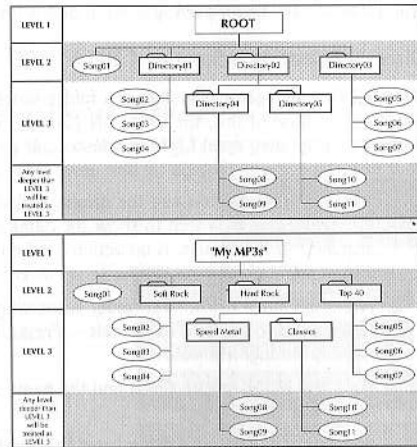 LEVEL 1
ROOT
LEVEL 2
Song01
Directory01
Directory02
Directory03
LEVEL 3
Song02
Song03
Song04
Directory04
Directory05
Song05
Song06
Song07
Any level
deeper than
LEVEL 3
will be
treated as
LEVEL 3
Song08
Song09
Song10
Song11
LEVEL 1
"My MP3s"
LEVEL 2
Song01
Soft Rock
Hard Rock
Top 40
LEVEL 3
Song02
Song03
Song04
Speed Metal
Classics
Song05
Song06
Song07
Any level
deeper than
LEVEL 3
will be
treated as
LEVEL 3
Song08
Song09
Song10
Song11